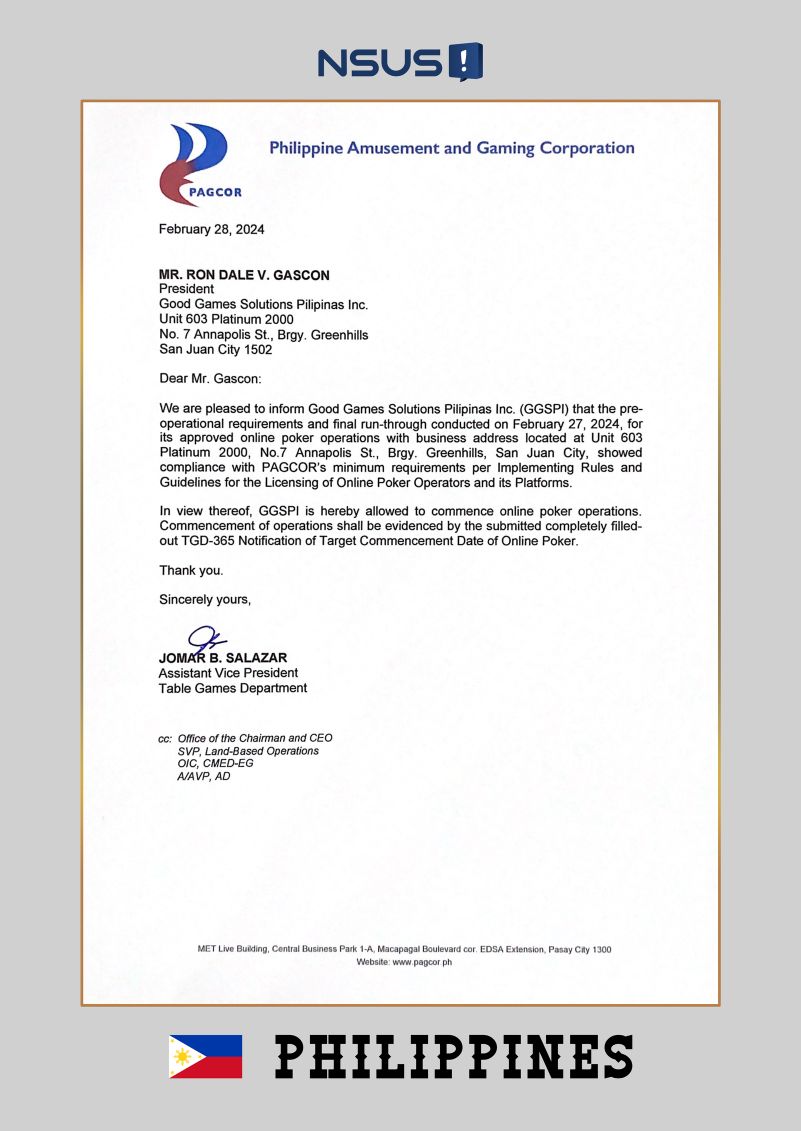 NSUS!
Philippine Amusement and Gaming Corporation
PAGCOR
February 28, 2024
MR. RON DALE V. GASCON
President
Good Games Solutions Pilipinas Inc.
Unit 603 Platinum 2000
No. 7 Annapolis St., Brgy. Greenhills
San Juan City 1502
Dear Mr. Gascon:
We are pleased to inform Good Games Solutions Pilipinas Inc. (GGSPI) that the pre-
operational requirements and final run-through conducted on February 27, 2024, for
its approved online poker operations with business address located at Unit 603
Platinum 2000, No.7 Annapolis St., Brgy. Greenhills, San Juan City, showed
compliance with PAGCOR's minimum requirements per Implementing Rules and
Guidelines for the Licensing of Online Poker Operators and its Platforms.
In view thereof, GGSPI is hereby allowed to commence online poker operations.
Commencement of operations shall be evidenced by the submitted completely filled-
out TGD-365 Notification of Target Commencement Date of Online Poker.
Thank you.
Sincerely yours,
JOMAR B. SALAZAR
Assistant Vice President
Table Games Department
cc: Office of the Chairman and CEO
SVP, Land-Based Operations
OIC, CMED-EG
A/AVP, AD
MET Live Building, Central Business Park 1-A, Macapagal Boulevard cor. EDSA Extension, Pasay City 1300
Website: www.pagcor.ph
PHILIPPINES